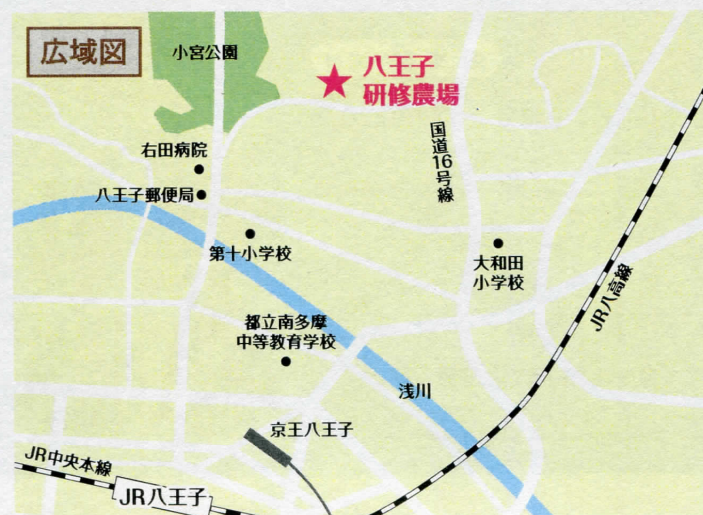 広域図
小宮公園
八王子
研修農場
国道16号線
右田病院
八王子郵便局
第十小学校
大和田
小学校
JR八高線
都立南多摩
中等教育学校
浅川
京王八王子
JR中央本線
JR八王子